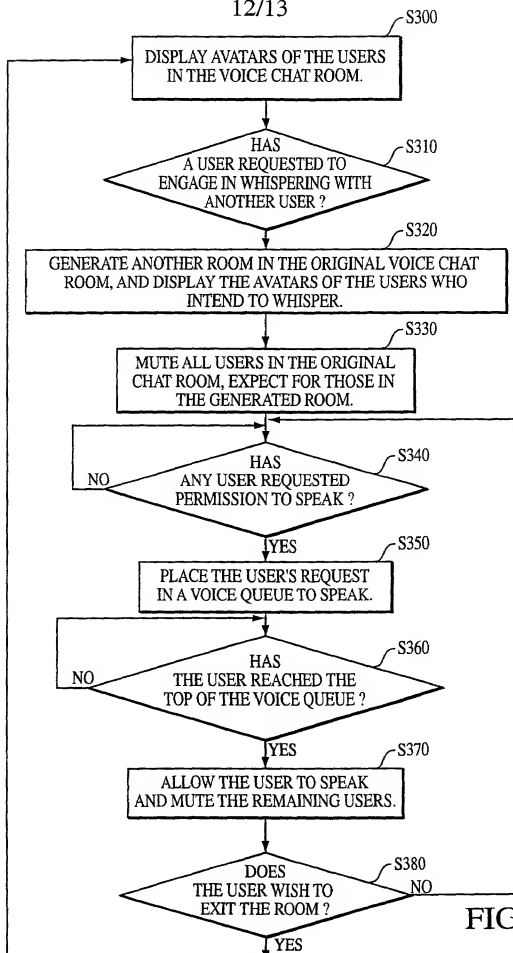 12/13
S300
DISPLAY AVATARS OF THE USERS
IN THE VOICE CHAT ROOM.
S310
HAS
A USER REQUESTED TO
ENGAGE IN WHISPERING WITH
ANOTHER USER ?
S320
GENERATE ANOTHER ROOM IN THE ORIGINAL VOICE CHAT
ROOM, AND DISPLAY THE AVATARS OF THE USERS WHO
INTEND TO WHISPER.
S330
MUTE ALL USERS IN THE ORIGINAL
CHAT ROOM, EXPECT FOR THOSE IN
THE GENERATED ROOM.
S340
HAS
ANY USER REQUESTED
PERMISSION TO SPEAK ?
NO
YES
S350
PLACE THE USER'S REQUEST
IN A VOICE QUEUE TO SPEAK.
S360
HAS
THE USER REACHED THE
TOP OF THE VOICE QUEUE ?
NO
YES
S370
ALLOW THE USER TO SPEAK
AND MUTE THE REMAINING USERS.
S380
DOES
THE USER WISH TO
EXIT THE ROOM ?
NO
YES
FIG